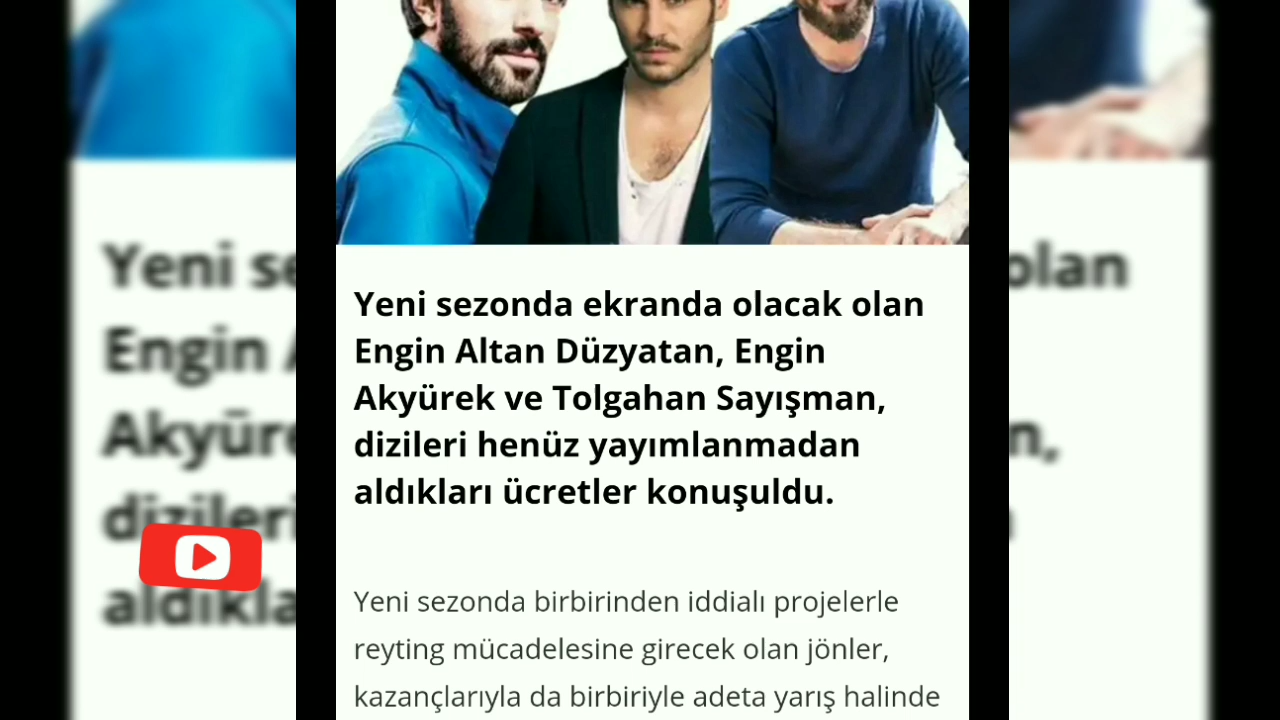 Yeni sezonda ekranda olacak olan
Engin Altan Düzyatan, Engin
Akyürek ve Tolgahan Sayışman,
dizileri henüz yayımlanmadan
aldıkları ücretler konuşuldu.
Yeni sezonda birbirinden iddialı projelerle
reyting mücadelesine girecek olan jönler,
kazançlarıyla da birbiriyle adeta yarış halinde